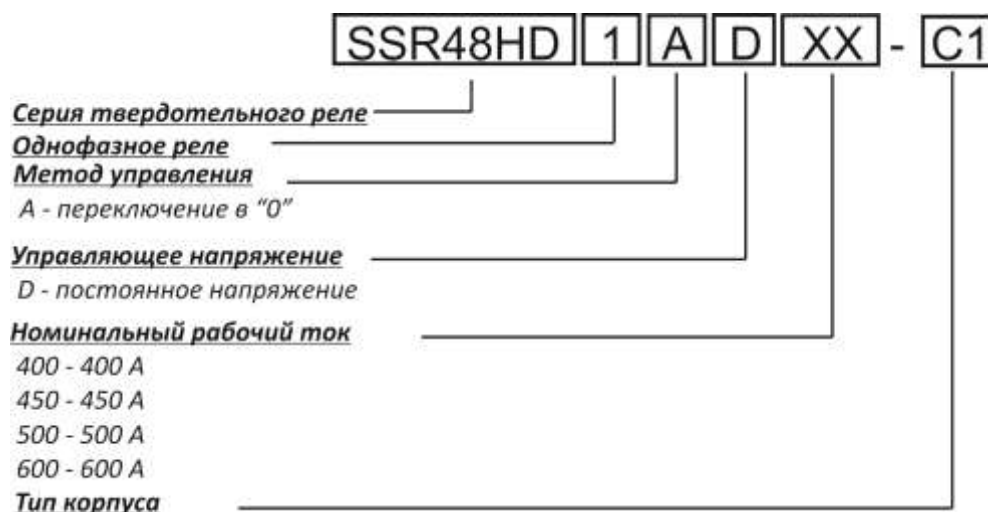 SSR48HD 1 A D XX - C1
Серия твердотельного реле
Однофазное реле
Метод управления
А - переключение в “0”
Управляющее напряжение
D - постоянное напряжение
Номинальный рабочий ток
400 - 400 А
450 - 450 А
500 - 500 А
600 - 600 А
Тип корпуса